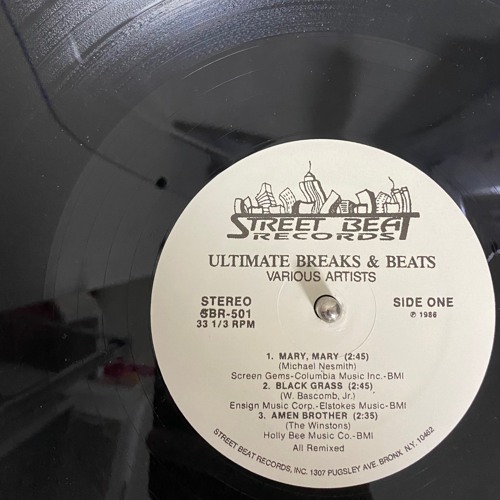 STREET BEAT
RECORDS
ULTIMATE BREAKS & BEATS
VARIOUS ARTISTS
STEREO
SBR-501
33 1/3 RPM
SIDE ONE
℗ 1986
1. MARY, MARY (2:45)
(Michael Nesmith)
Screen Gems-Columbia Music Inc.-BMI
2. BLACK GRASS (2:45)
(W. Bascomb, Jr.)
Ensign Music Corp.-Elstokes Music-BMI
3. AMEN BROTHER (2:35)
(The Winstons)
Holly Bee Music Co.-BMI
All Remixed
STREET BEAT RECORDS, INC. 1307 PUGSLEY AVE. BRONX N.Y. 10462